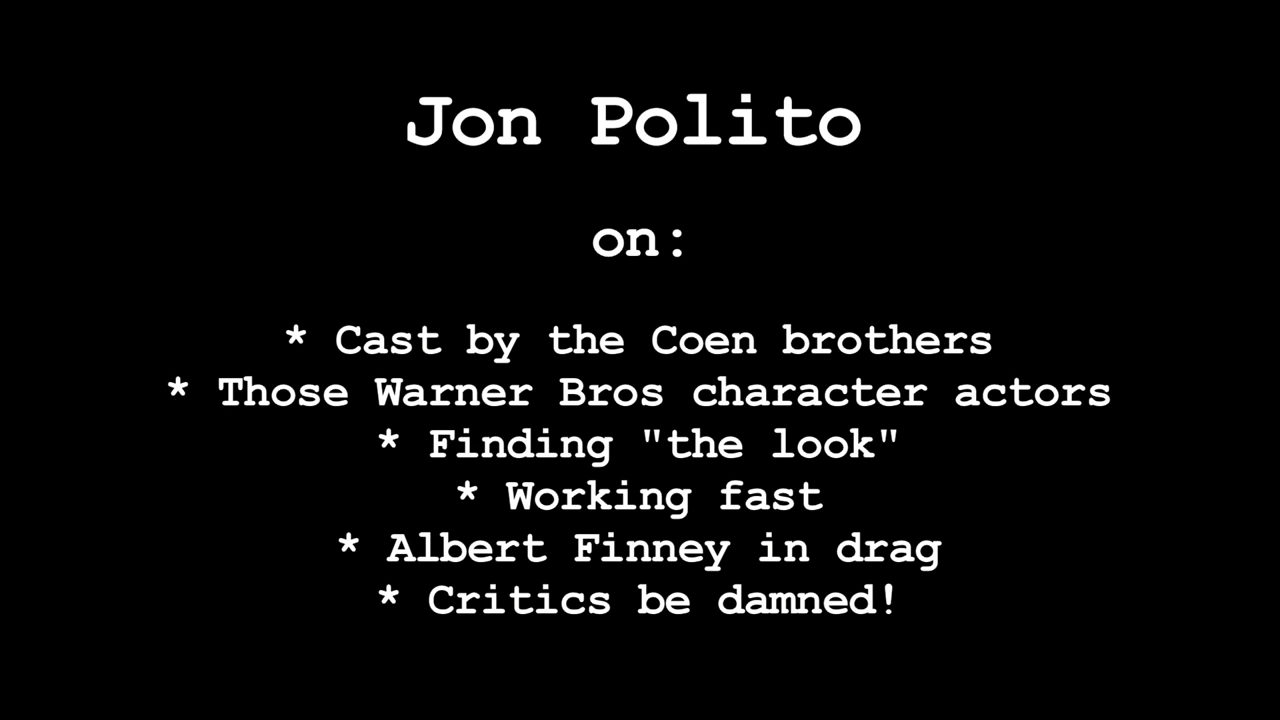 Jon Polito
on:
* Cast by the Coen brothers
* Those Warner Bros character actors
* Finding "the look"
* Working fast
* Albert Finney in drag
* Critics be damned!